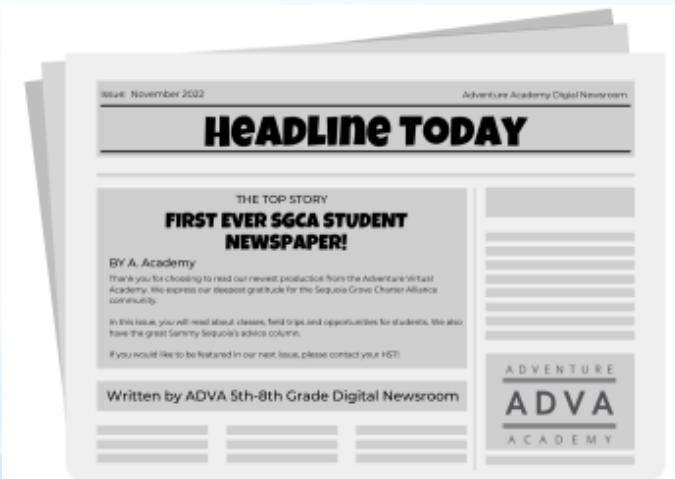 Issue: November 2022
Adventure Academy Digial Newsroom
HEADLINE TODAY
THE TOP STORY
FIRST EVER SGCA STUDENT
NEWSPAPER!
BY A. Academy
Thank you for choosing to read our newest production from the Adventure Virtual
Academy. We express our deepest gratitude for the Sequoia Grove Charter Alliance
community.
In this issue, you will read about classes, field trips and opportunities for students. We also
have the great Sammy Sequoia's advice column.
If you would like to be featured in our next issue, please contact your HST!
Written by ADVA 5th-8th Grade Digital Newsroom
ADVENTURE
ADVA
ACADEMY